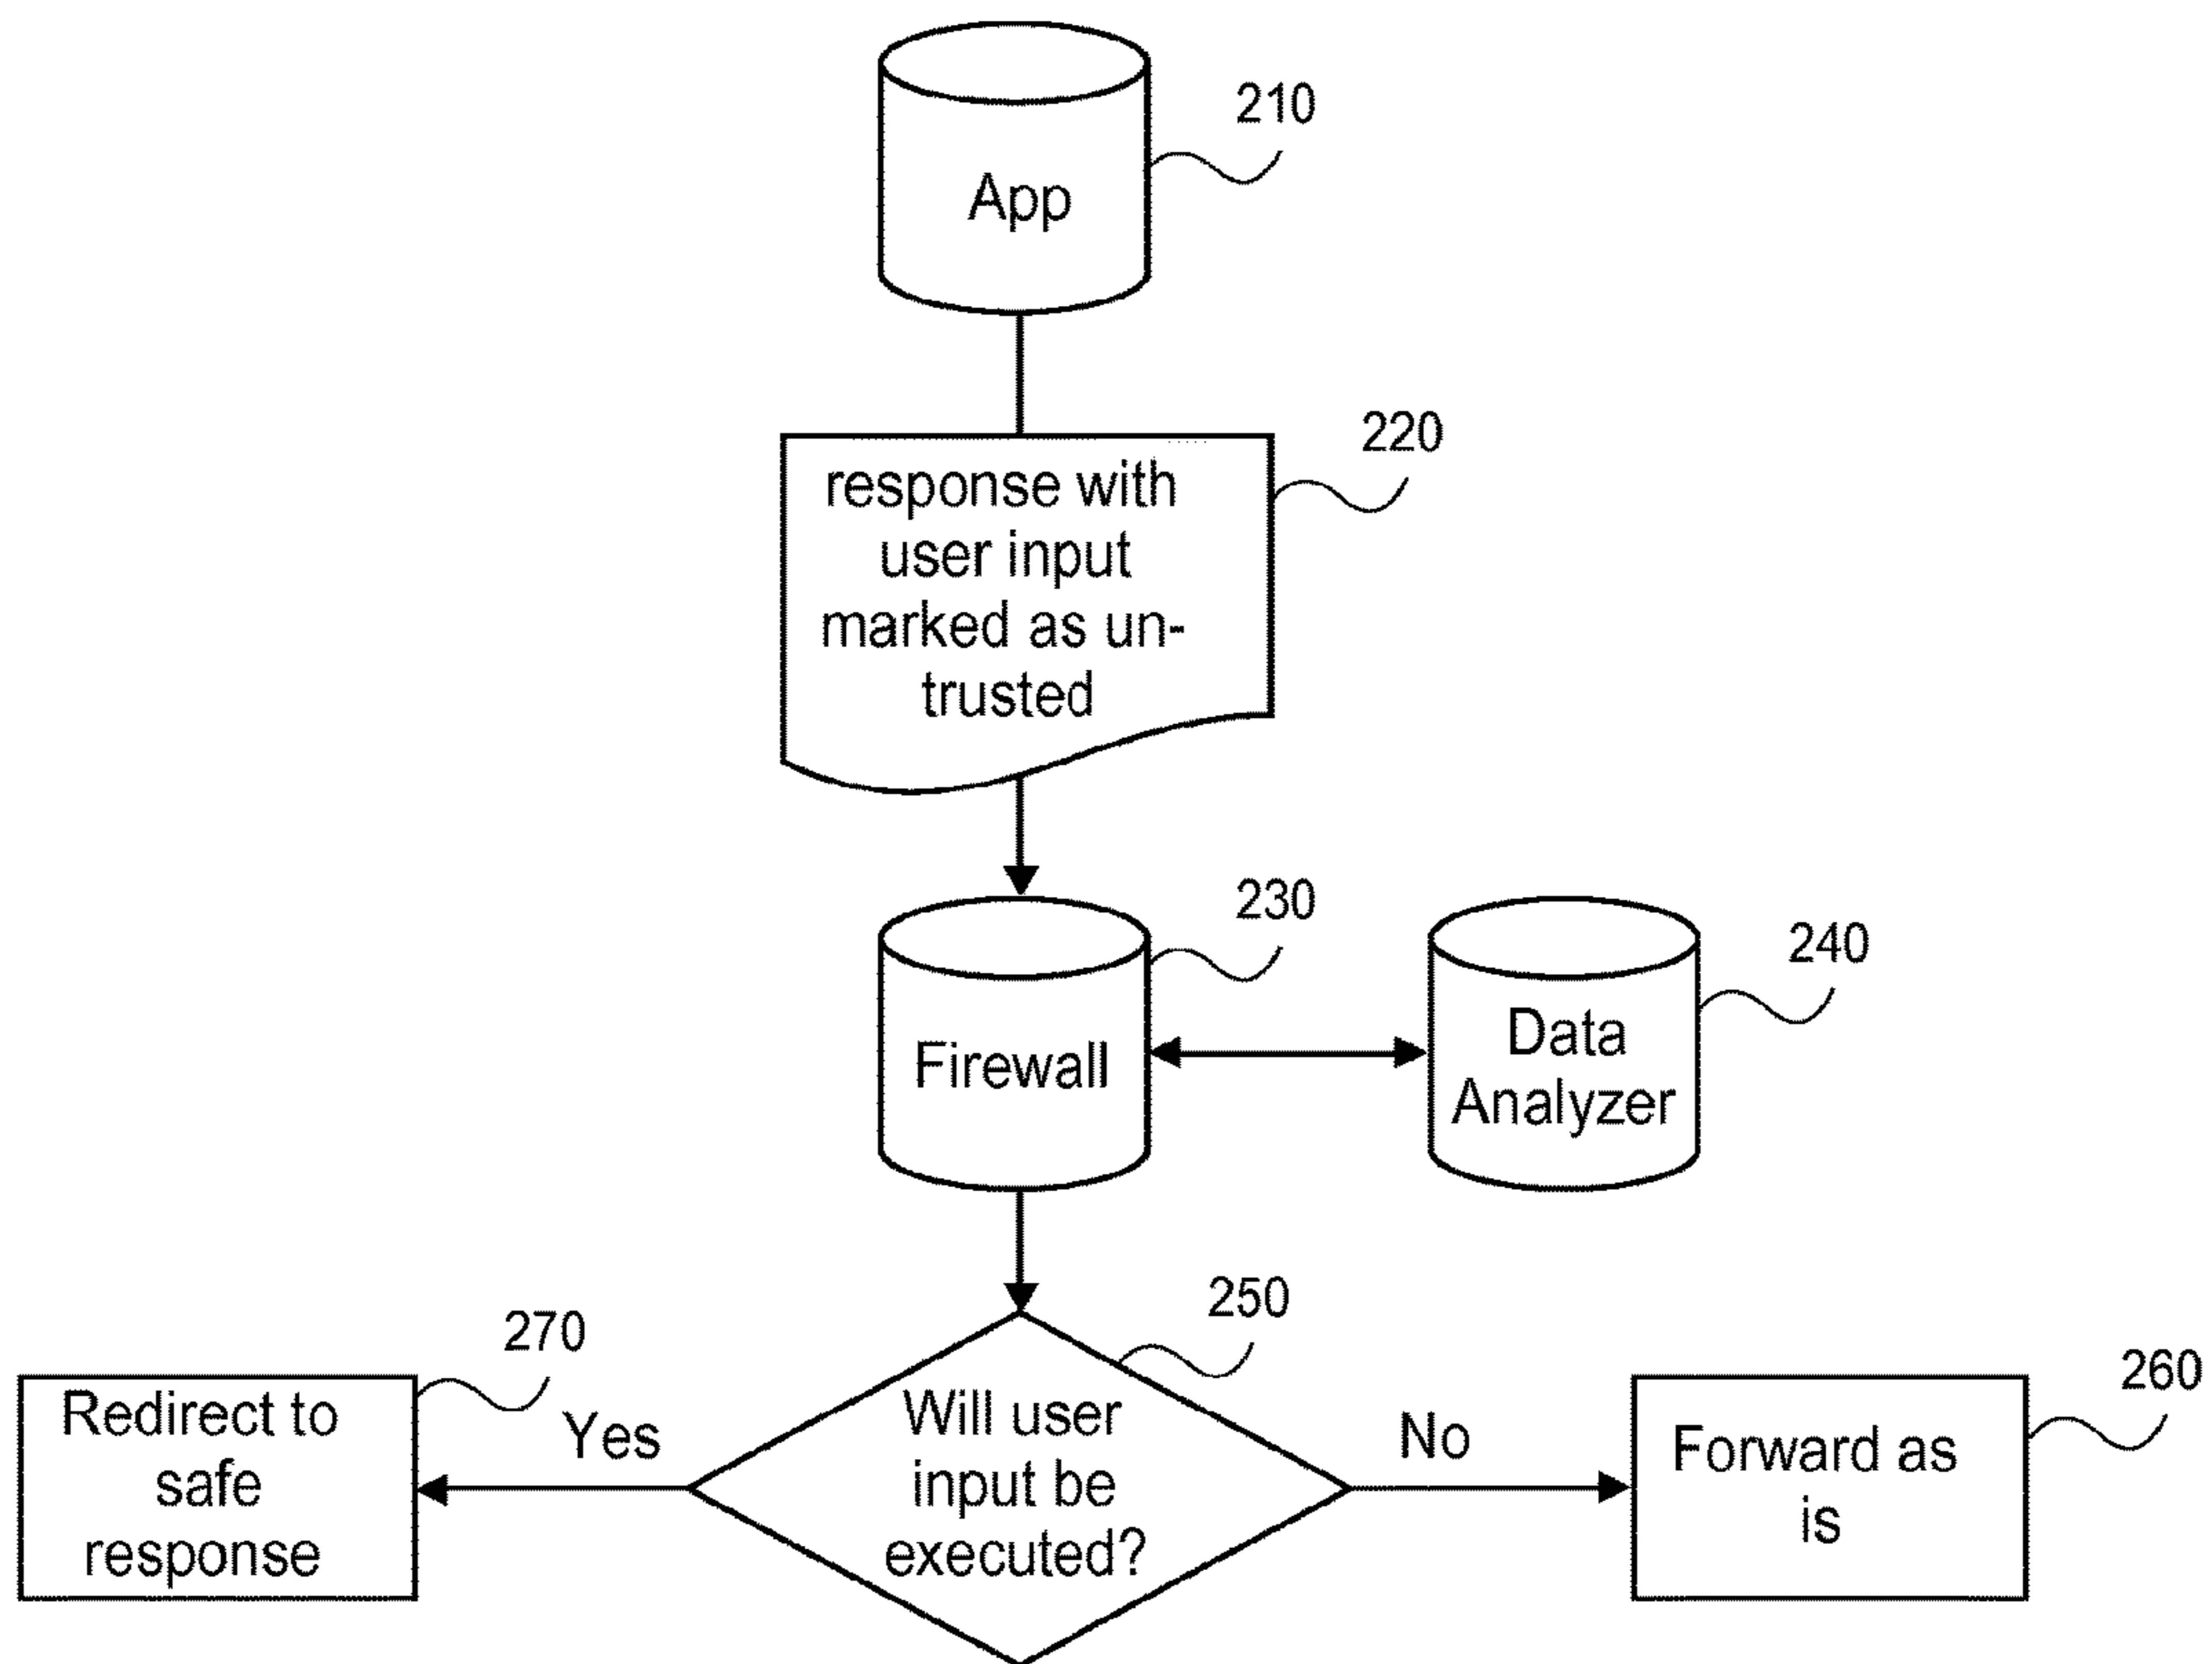 210
App
220
response with
user input
marked as un-
trusted
230
Firewall
240
Data
Analyzer
250
Will user
input be
executed?
Yes
270
Redirect to
safe
response
No
260
Forward as
is